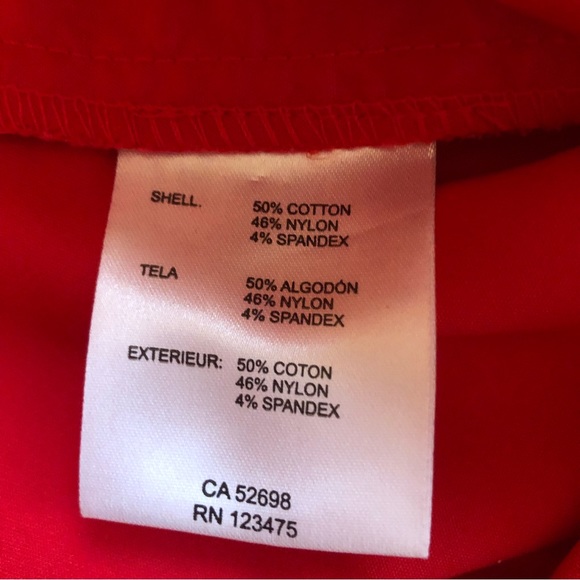 SHELL. 50% COTTON
46% NYLON
4% SPANDEX
TELA 50% ALGODÓN
46% NYLON
4% SPANDEX
EXTERIEUR: 50% COTON
46% NYLON
4% SPANDEX
CA 52698
RN 123475